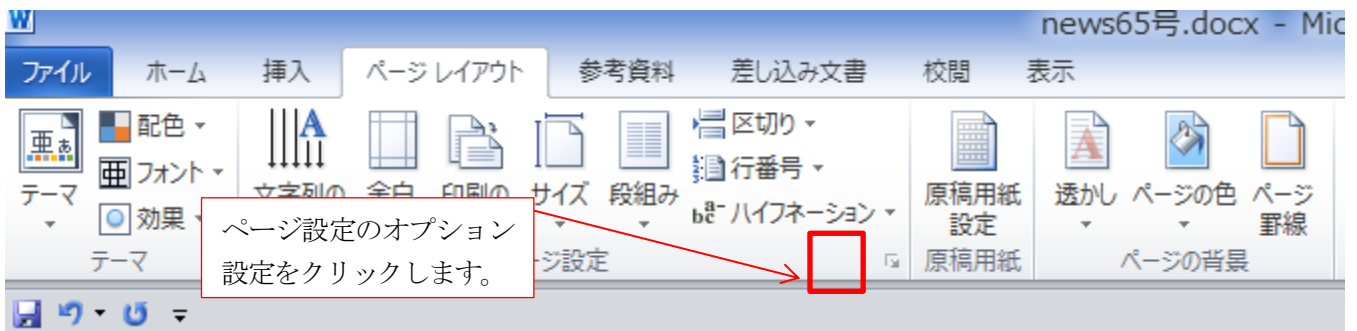 W
news65号.docx - Mic
ファイル ホーム 挿入 ページ レイアウト 参考資料 差し込み文書 校閲 表示
亜あ 配色 A 区切り
亜 フォント 行番号 A
テーマ 文字列の 余白 印刷の サイズ 段組み 原稿用紙 透かし ページの色 ページ
効果 bc a- ハイフネーション 設定 罫線
ページ設定のオプション
設定をクリックします。
テーマ ージ設定 原稿用紙 ページの背景